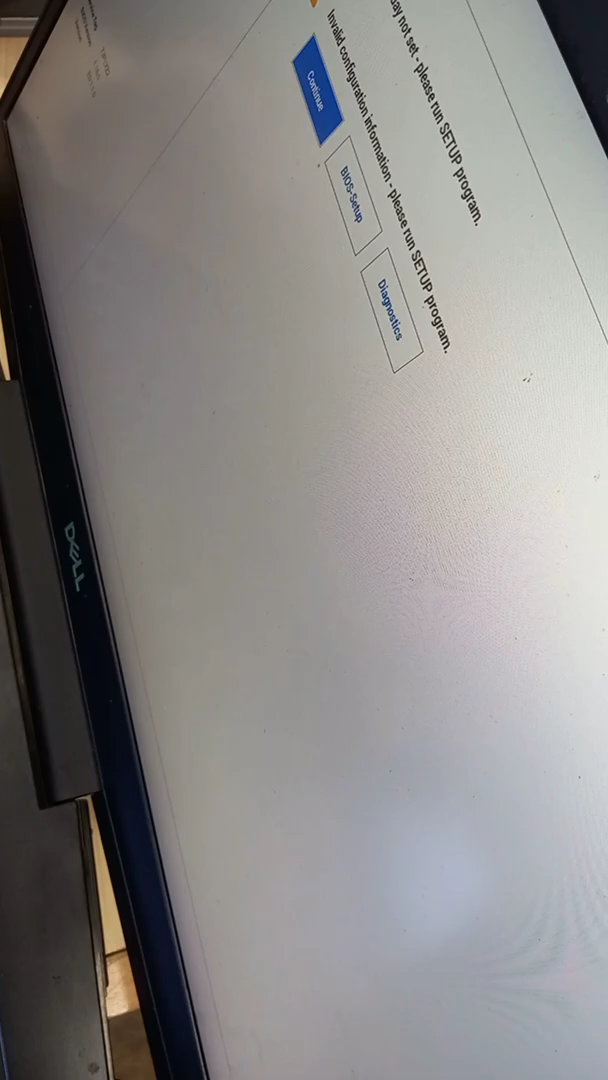 ay not set - please run SETUP program.
Invalid configuration information - please run SETUP program.
Continue
BIOS-Setup
Diagnostics
DELL